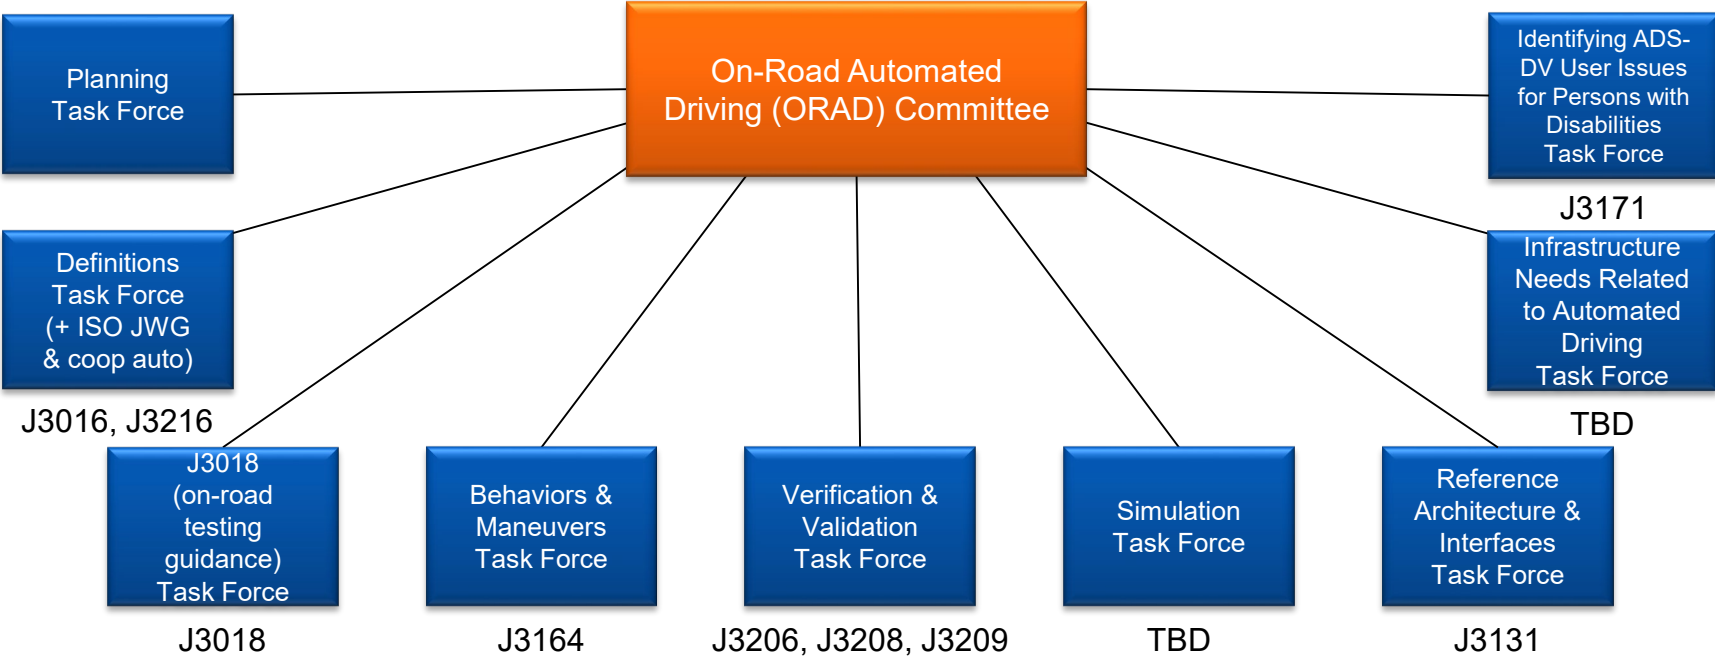 Planning
Task Force
On-Road Automated
Driving (ORAD) Committee
Identifying ADS-
DV User Issues
for Persons with
Disabilities
Task Force
J3171
Definitions
Task Force
(+ ISO JWG
& coop auto)
J3016, J3216
Infrastructure
Needs Related
to Automated
Driving
Task Force
TBD
J3018
(on-road
testing
guidance)
Task Force
J3018
Behaviors &
Maneuvers
Task Force
J3164
Verification &
Validation
Task Force
J3206, J3208, J3209
Simulation
Task Force
TBD
Reference
Architecture &
Interfaces
Task Force
J3131